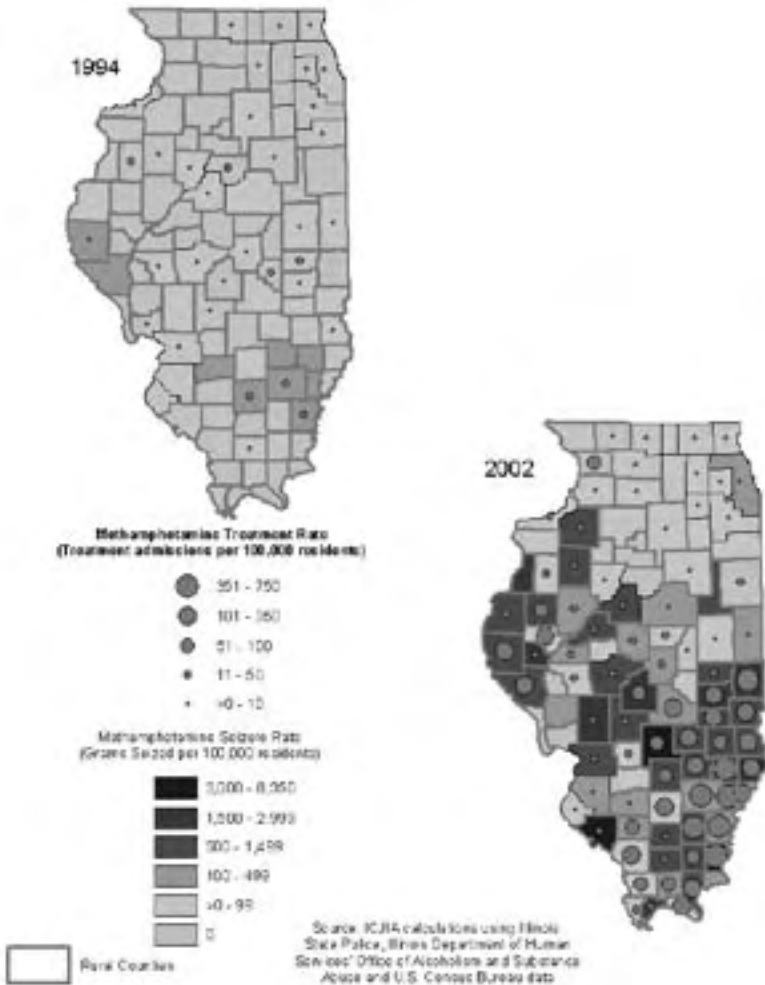 1994
2002
Methamphetamine Treatment Rate
(Treatment admissions per 100,000 residents)
351 - 750
101 - 350
51 - 100
11 - 50
>0 - 10
Methamphetamine Seizure Rate
(Grams Seized per 100,000 residents)
1,500 - 2,999
500 - 1,499
100 - 499
>0 - 99
0
Rural Counties
Source: ICJIA calculations using Illinois
State Police, Illinois Department of Human
Services' Office of Alcoholism and Substance
Abuse and U.S. Census Bureau data